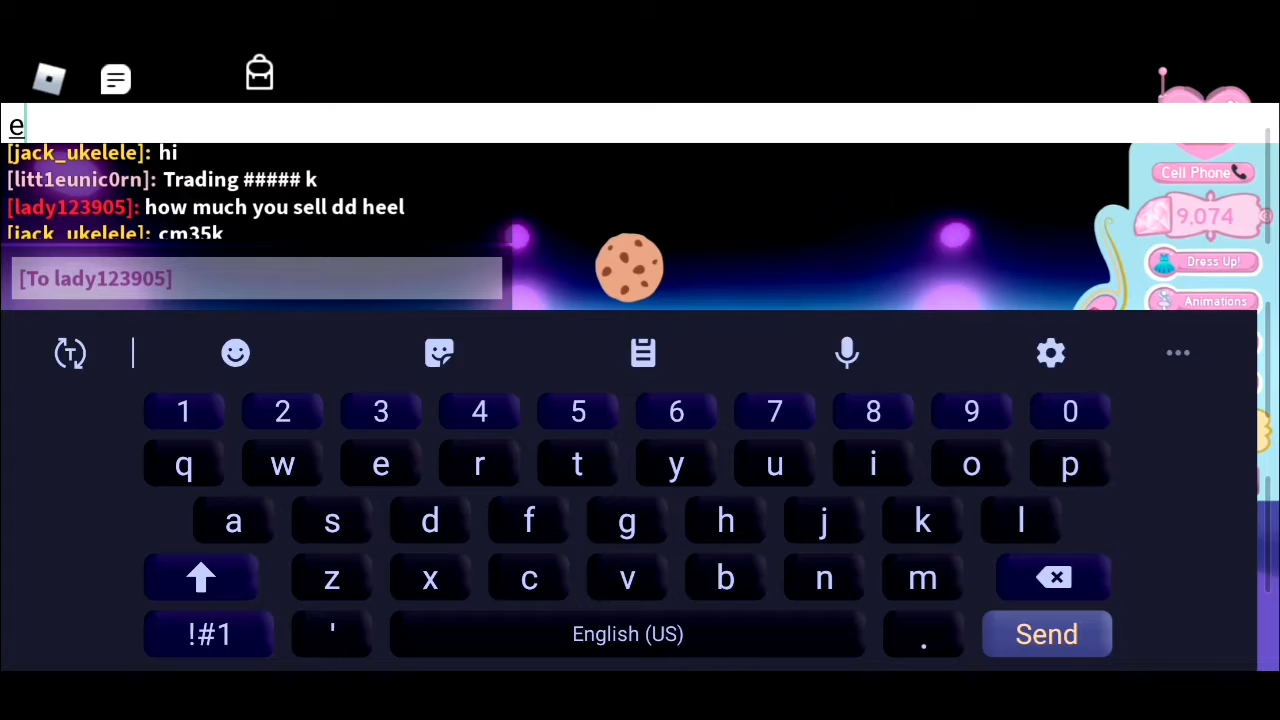 e
[jack_ukelele]: hi
[litt1eunic0rn]: Trading ##### k
[lady123905]: how much you sell dd heel
[jack_ukelele]: cm35k
[To lady123905]
Cell Phone
9,074
Dress Up!
Animations
1 2 3 4 5 6 7 8 9 0
q w e r t y u i o p
a s d f g h j k l
z x c v b n m
!#1 ' English (US) . Send